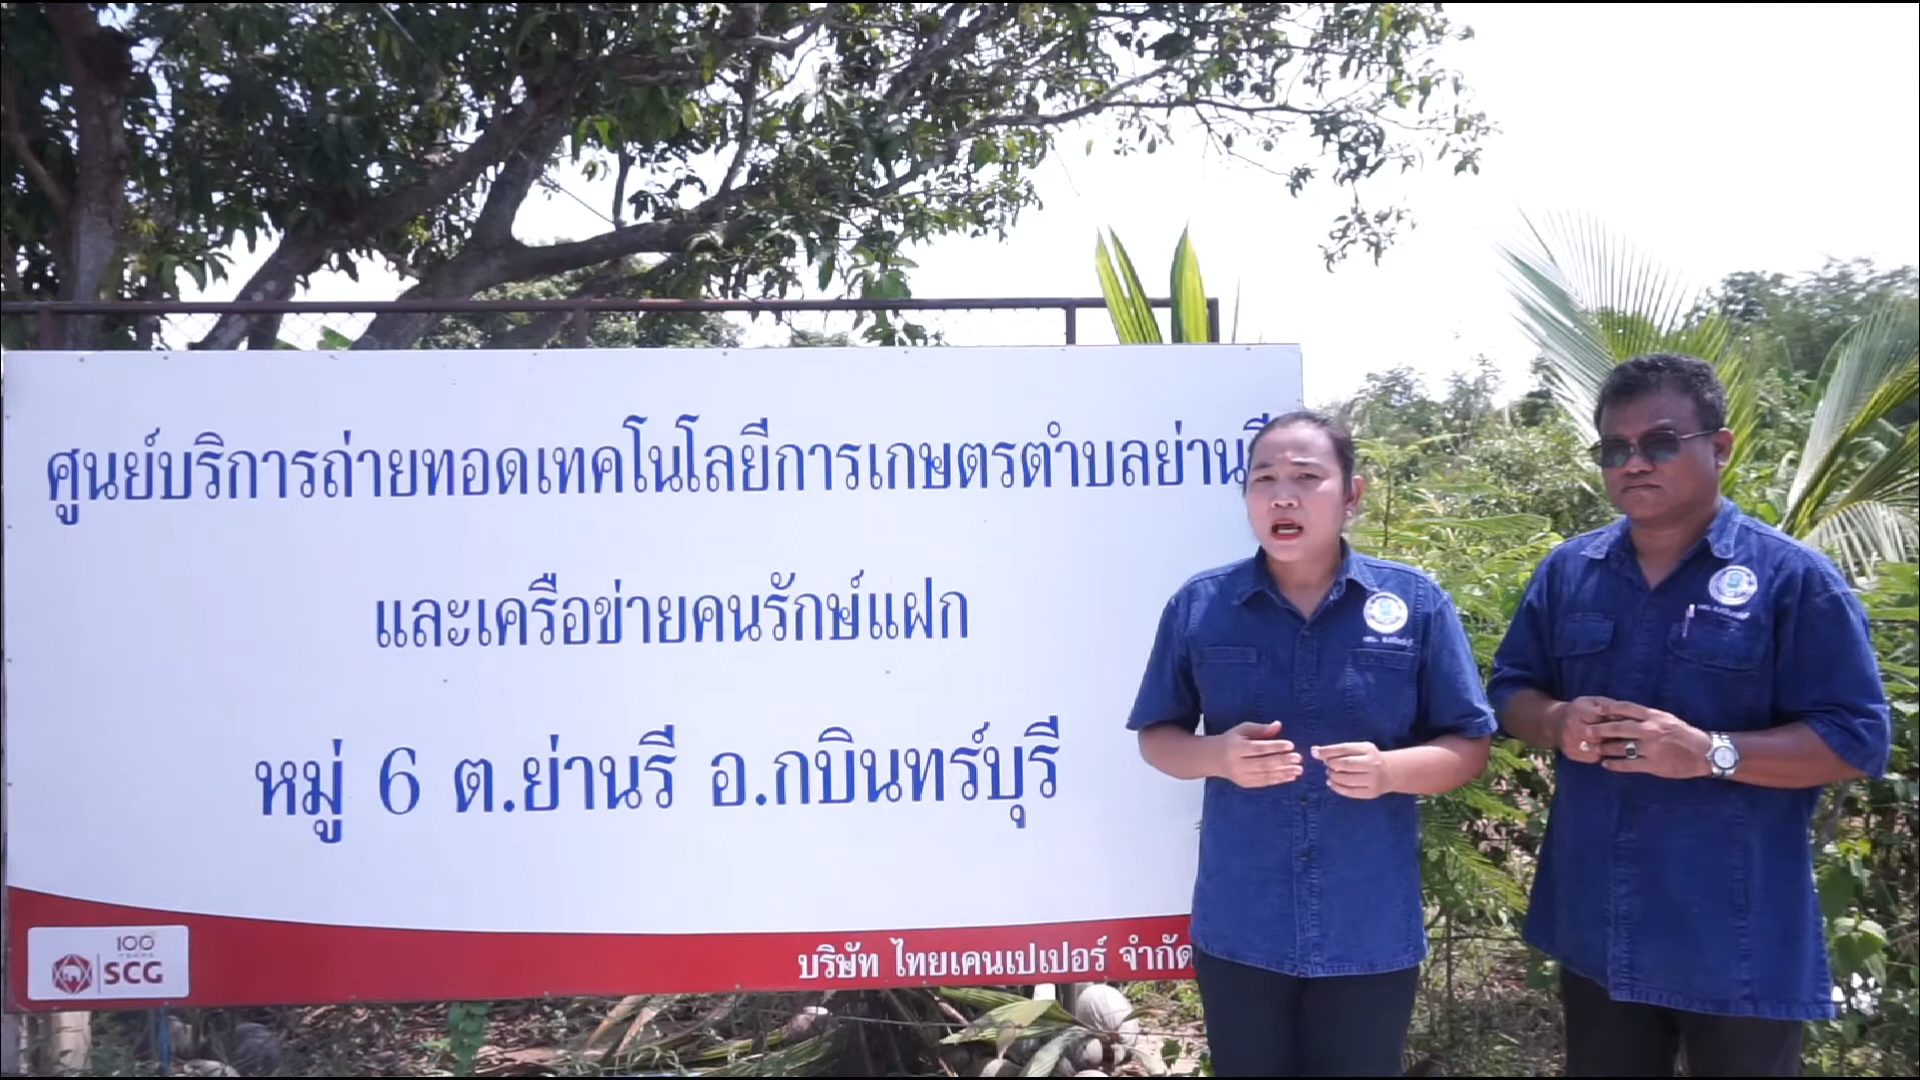 ศูนย์บริการถ่ายทอดเทคโนโลยีการเกษตรตำบลย่านรี
และเครือข่ายคนรักษ์แฝก
หมู่ 6 ต.ย่านรี อ.กบินทร์บุรี
100
SCG
บริษัท ไทยเคนเปเปอร์ จำกัด